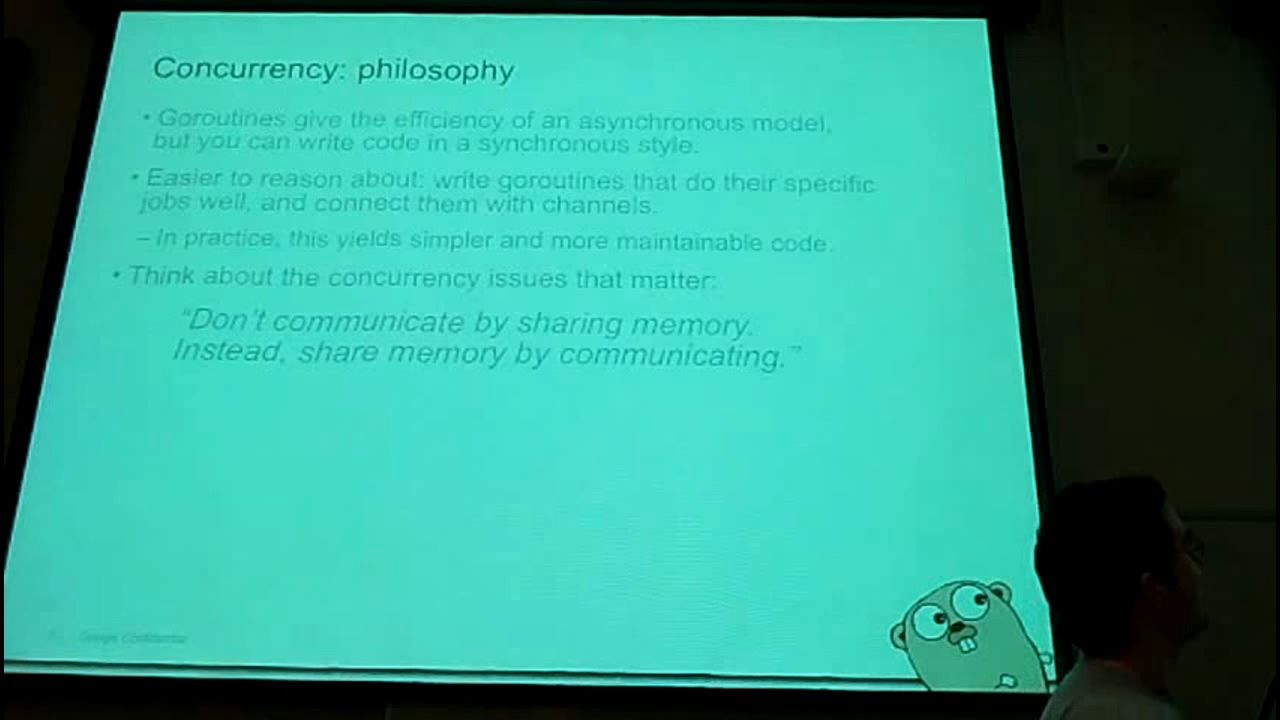 Concurrency: philosophy
• Goroutines give the efficiency of an asynchronous model,
but you can write code in a synchronous style.
• Easier to reason about: write goroutines that do their specific
jobs well, and connect them with channels.
– In practice, this yields simpler and more maintainable code.
• Think about the concurrency issues that matter:
“Don't communicate by sharing memory.
Instead, share memory by communicating.”
Google Confidential